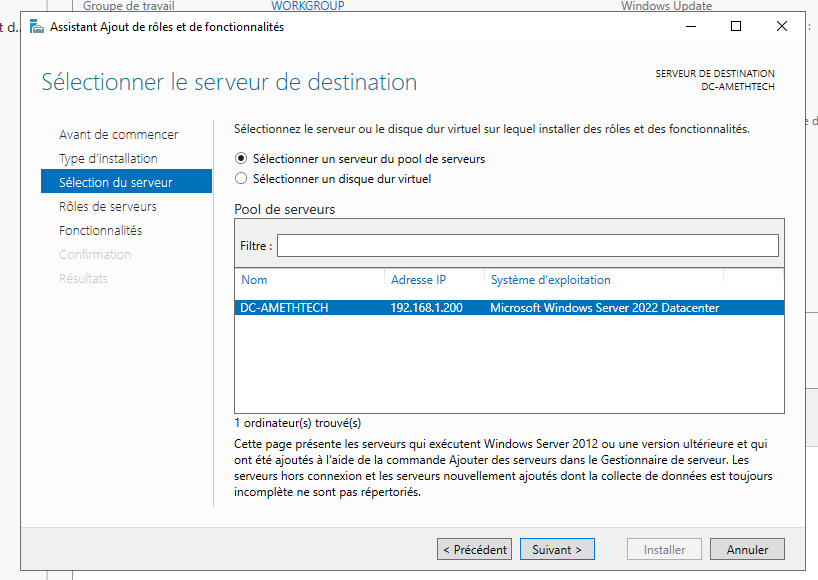 Groupe de travail WORKGROUP Windows Update
Assistant Ajout de rôles et de fonctionnalités
t d..
Sélectionner le serveur de destination
SERVEUR DE DESTINATION
DC-AMETHTECH
Avant de commencer
Type d'installation
Sélection du serveur
Rôles de serveurs
Fonctionnalités
Confirmation
Résultats
Sélectionnez le serveur ou le disque dur virtuel sur lequel installer des rôles et des fonctionnalités.
Sélectionner un serveur du pool de serveurs
Sélectionner un disque dur virtuel
Pool de serveurs
Filtre :
Nom Adresse IP Système d'exploitation
DC-AMETHTECH 192.168.1.200 Microsoft Windows Server 2022 Datacenter
1 ordinateur(s) trouvé(s)
Cette page présente les serveurs qui exécutent Windows Server 2012 ou une version ultérieure et qui
ont été ajoutés à l'aide de la commande Ajouter des serveurs dans le Gestionnaire de serveur. Les
serveurs hors connexion et les serveurs nouvellement ajoutés dont la collecte de données est toujours
incomplète ne sont pas répertoriés.
< Précédent Suivant > Installer Annuler